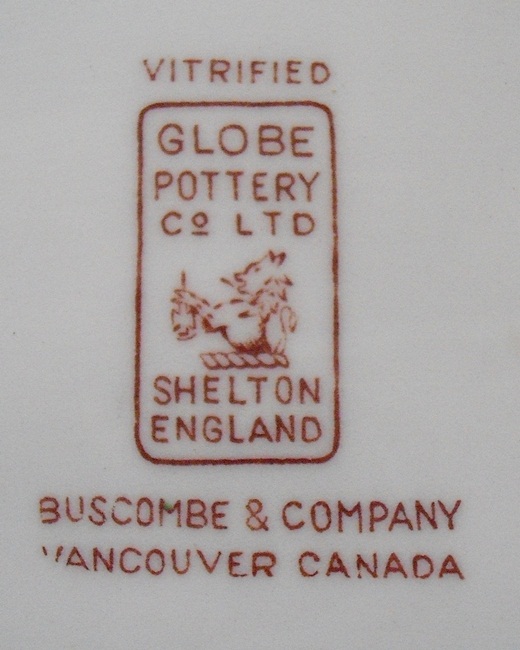 VITRIFIED
GLOBE
POTTERY
Cº LTD
SHELTON
ENGLAND
BUSCOMBE & COMPANY
VANCOUVER CANADA